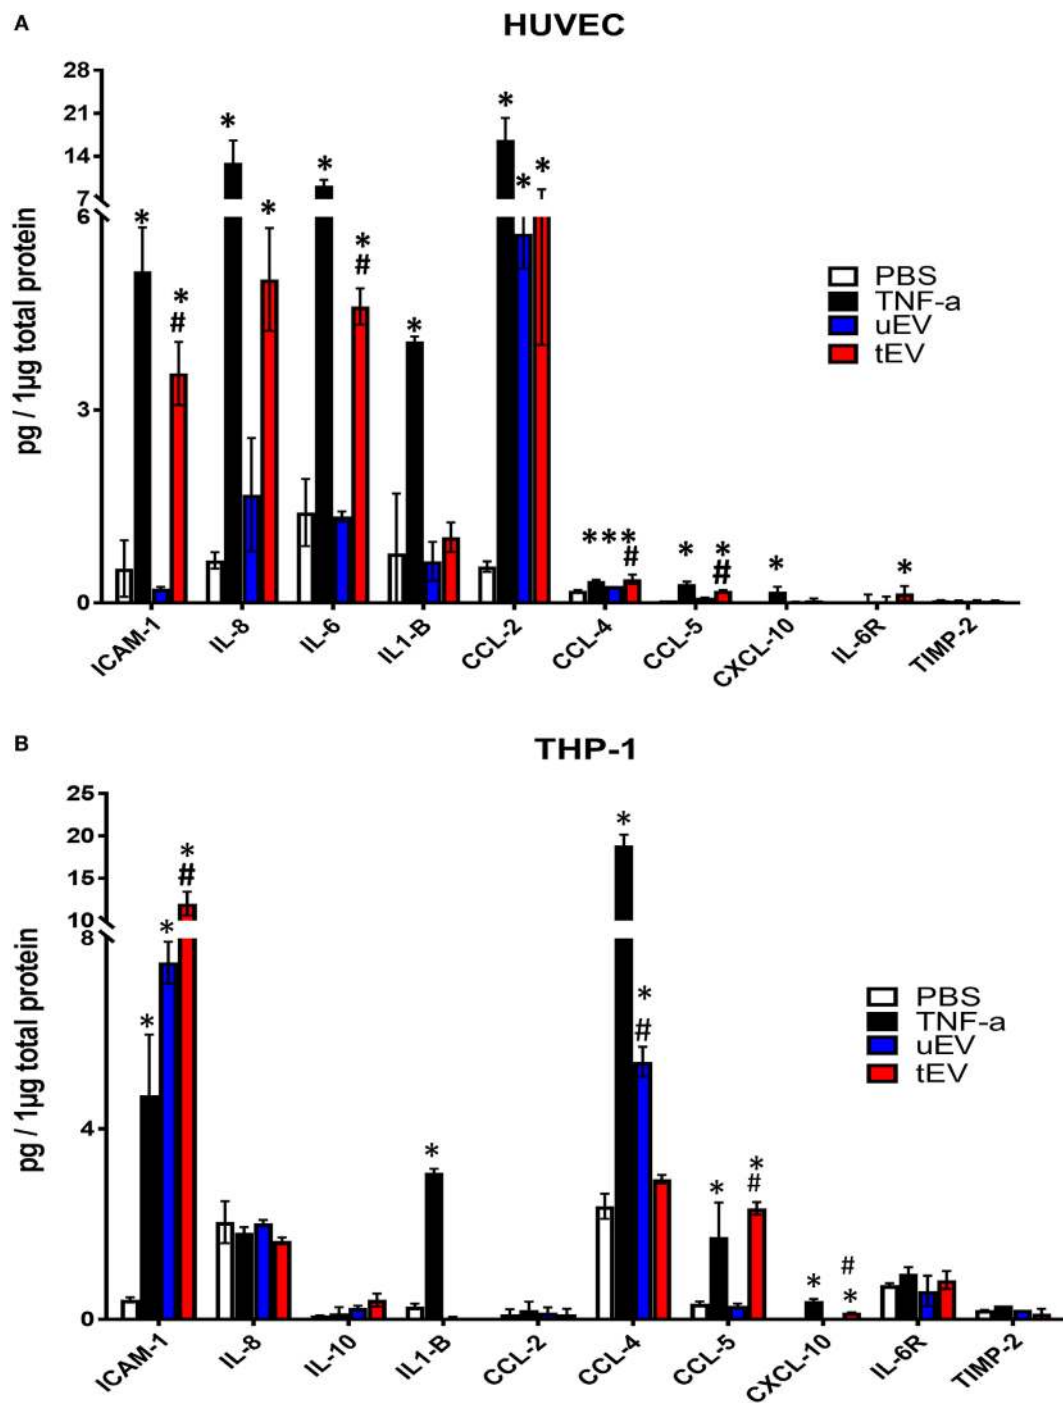 A
HUVEC
28
21
14
7
6
3
0
pg / 1µg total protein
* * * * * * * * * *
# #
PBS
TNF-a
uEV
tEV
***
#
* *
#
*
*
ICAM-1 IL-8 IL-6 IL1-B CCL-2 CCL-4 CCL-5 CXCL-10 IL-6R TIMP-2
B
THP-1
25
20
15
10
8
4
0
pg / 1µg total protein
*
#
*
*
*
*
*
#
*
*
#
#
*
*
PBS
TNF-a
uEV
tEV
ICAM-1 IL-8 IL-10 IL1-B CCL-2 CCL-4 CCL-5 CXCL-10 IL-6R TIMP-2